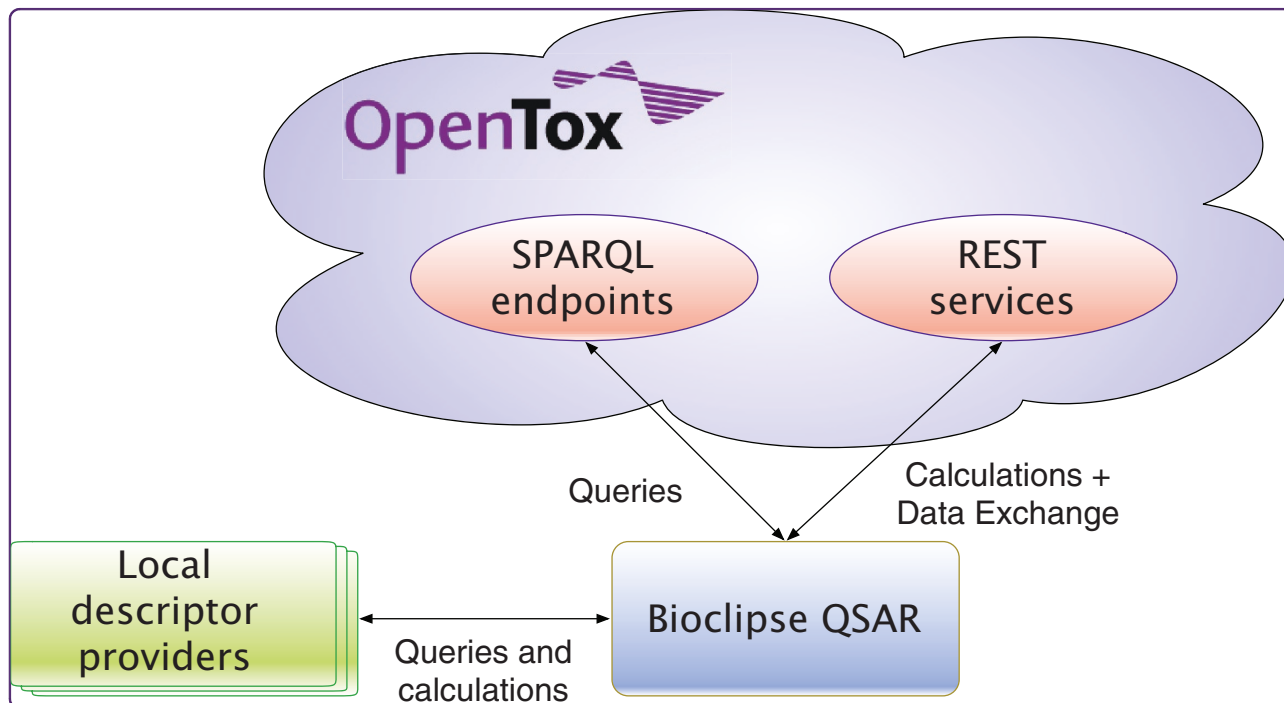 OpenTox
SPARQL
endpoints
REST
services
Queries
Calculations +
Data Exchange
Local
descriptor
providers
Bioclipse QSAR
Queries and
calculations